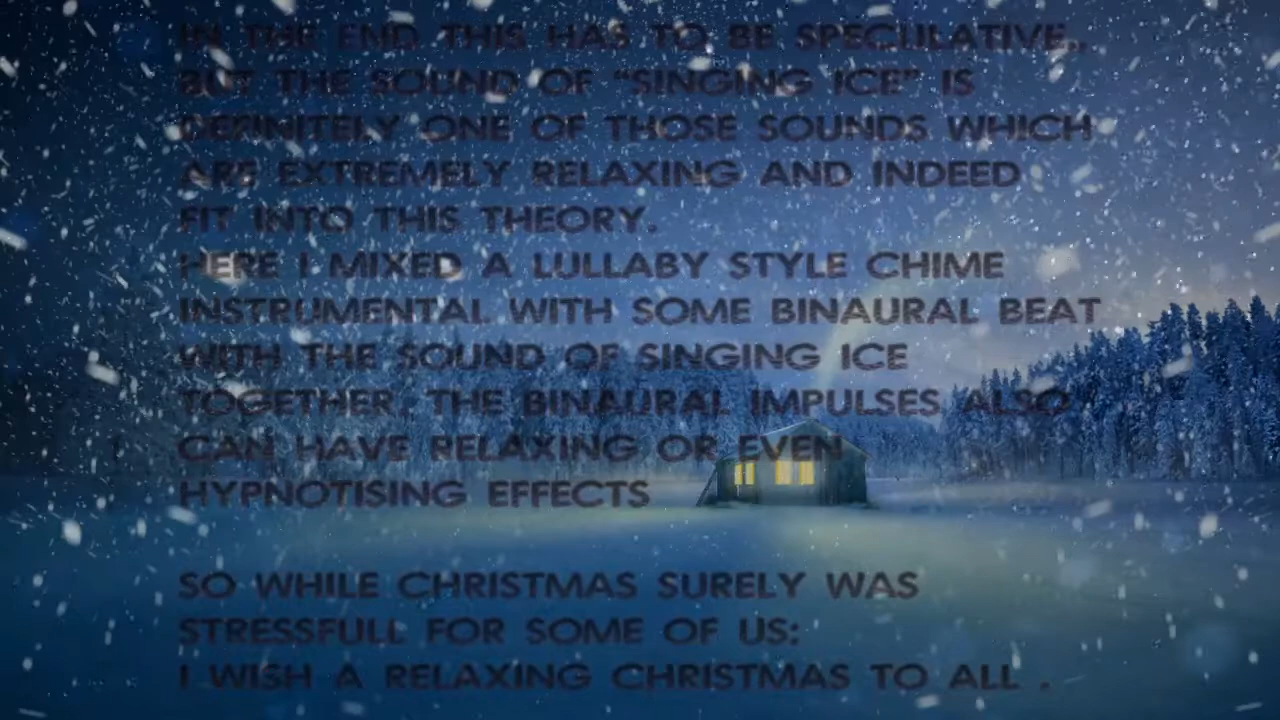 IN THE END THIS HAS TO BE SPECULATIVE..
BUT THE SOUND OF "SINGING ICE" IS
DEFINITELY ONE OF THOSE SOUNDS WHICH
ARE EXTREMELY RELAXING AND INDEED
FIT INTO THIS THEORY.
HERE I MIXED A LULLABY STYLE CHIME
INSTRUMENTAL WITH SOME BINAURAL BEAT
WITH THE SOUND OF SINGING ICE
TOGETHER. THE BINAURAL IMPULSES ALSO
CAN HAVE RELAXING OR EVEN
HYPNOTISING EFFECTS
SO WHILE CHRISTMAS SURELY WAS
STRESSFULL FOR SOME OF US:
I WISH A RELAXING CHRISTMAS TO ALL .